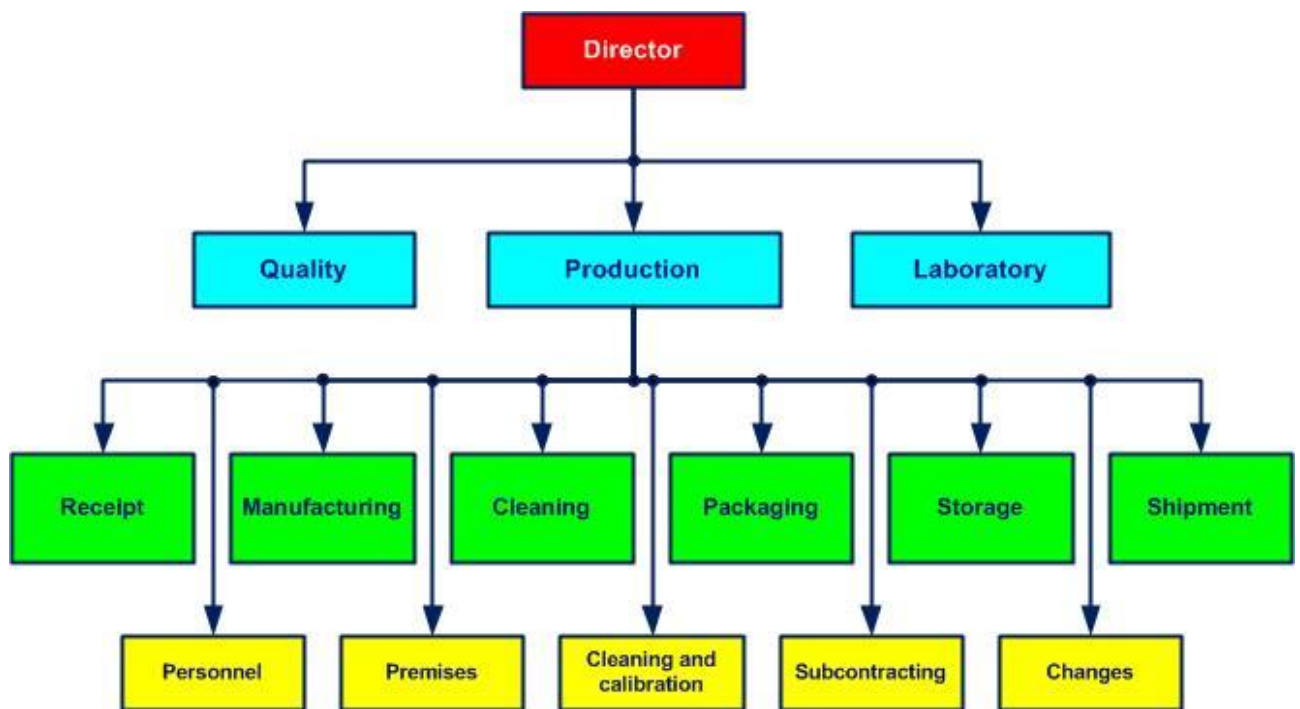 Director
Quality
Production
Laboratory
Receipt
Manufacturing
Cleaning
Packaging
Storage
Shipment
Personnel
Premises
Cleaning and
calibration
Subcontracting
Changes